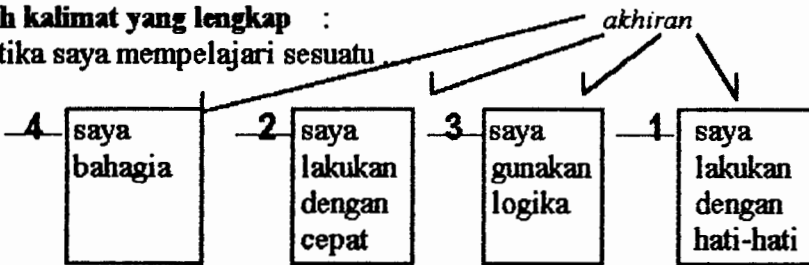 h kalimat yang lengkap :
tika saya mempelajari sesuatu ...
akhiran
4 saya bahagia
2 saya lakukan dengan cepat
3 saya gunakan logika
1 saya lakukan dengan hati-hati